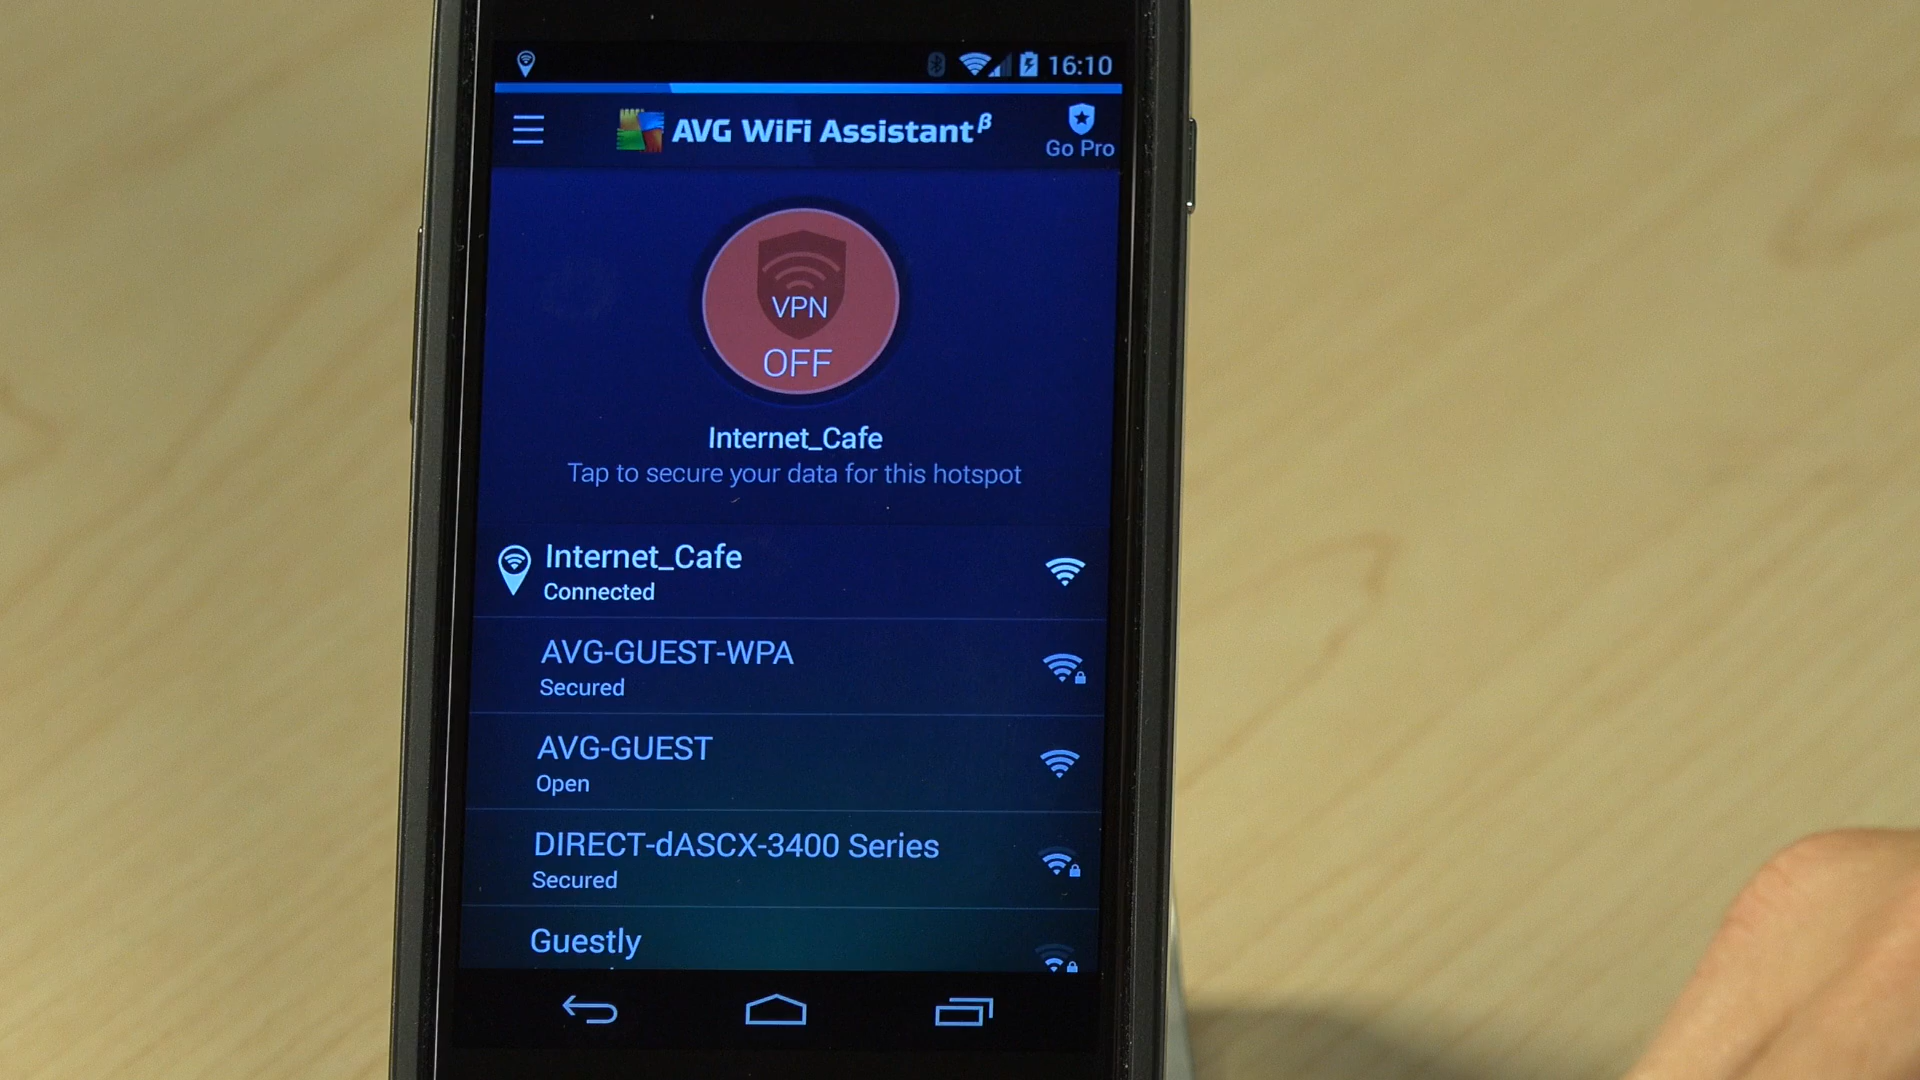 16:10
AVG WiFi Assistantβ
Go Pro
VPN
OFF
Internet_Cafe
Tap to secure your data for this hotspot
Internet_Cafe
Connected
AVG-GUEST-WPA
Secured
AVG-GUEST
Open
DIRECT-dASCX-3400 Series
Secured
Guestly